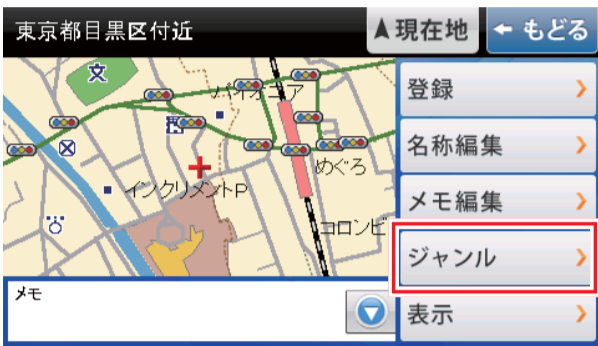 東京都目黒区付近
現在地
もどる
文
パイオニア
登録
名称編集
めぐろ
インクリメントP
メモ編集
コロンビ
ジャンル
メモ
表示